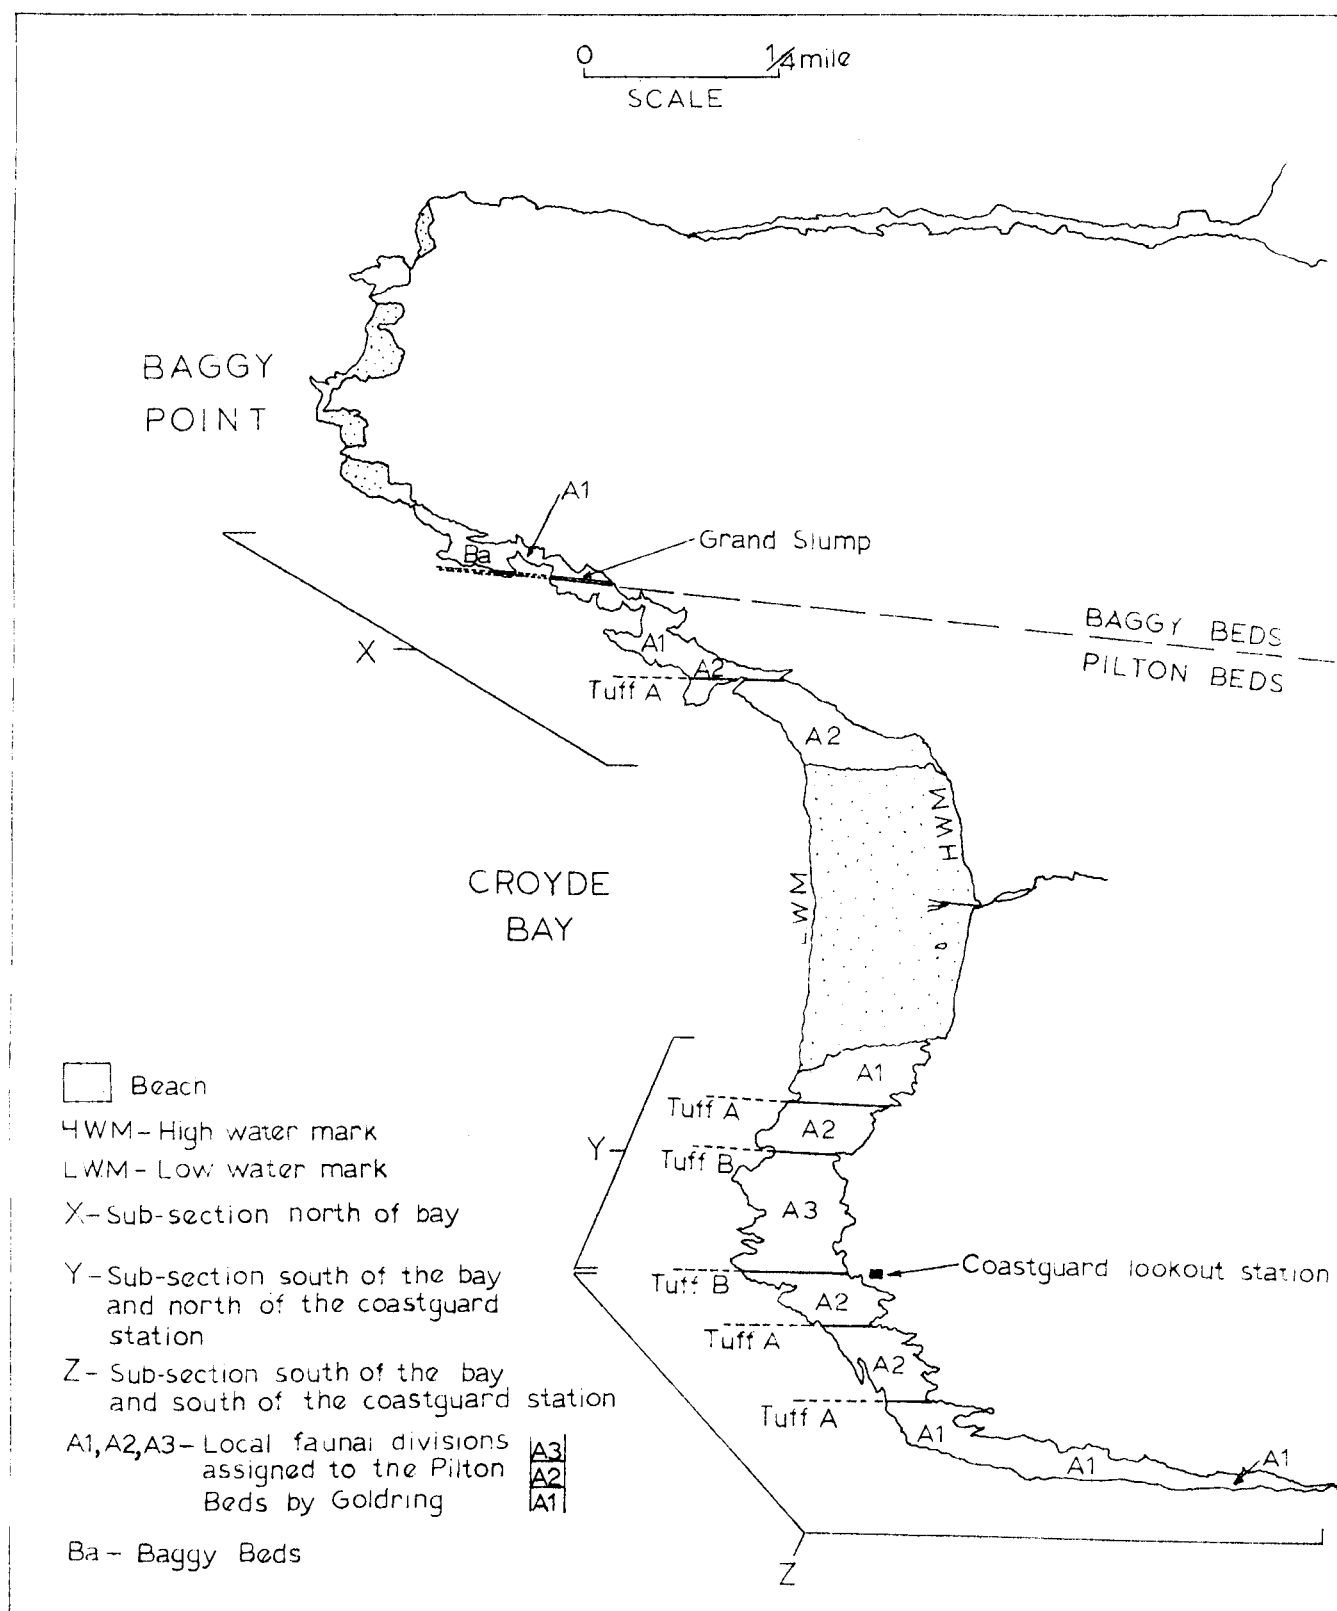 0 1/4 mile
SCALE
BAGGY
POINT
A1
Grand Slump
Ba
BAGGY BEDS
PILTON BEDS
X
A1
A2
Tuff A
A2
HWM
LWM
CROYDE
BAY
A1
Tuff A
A2
Y
Tuff B
A3
Coastguard lookout station
Tuff B
A2
Tuff A
A2
Tuff A
A1
A1
A1
Z
Beach
HWM – High water mark
LWM – Low water mark
X – Sub-section north of bay
Y – Sub-section south of the bay
and north of the coastguard
station
Z – Sub-section south of the bay
and south of the coastguard station
A1, A2, A3 – Local faunal divisions
assigned to the Pilton
Beds by Goldring
A3
A2
A1
Ba – Baggy Beds